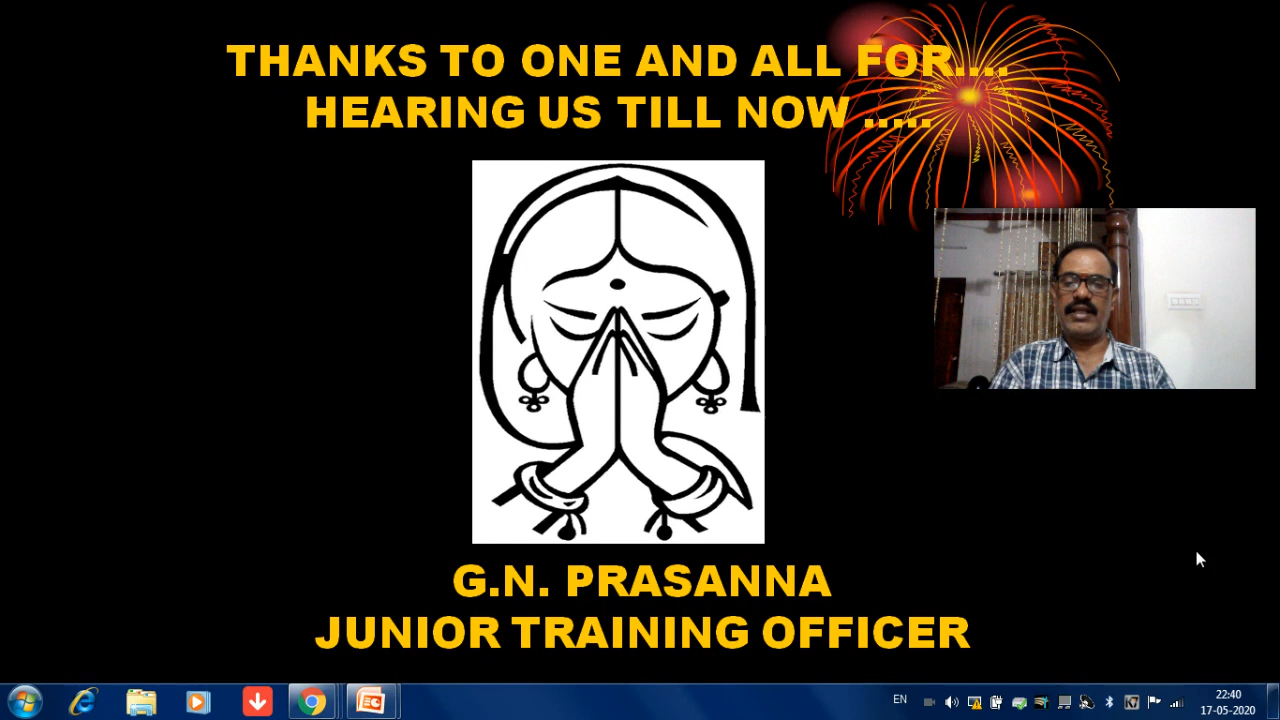 THANKS TO ONE AND ALL FOR....
HEARING US TILL NOW .....
G.N. PRASANNA
JUNIOR TRAINING OFFICER
EN
22:40
17-05-2020